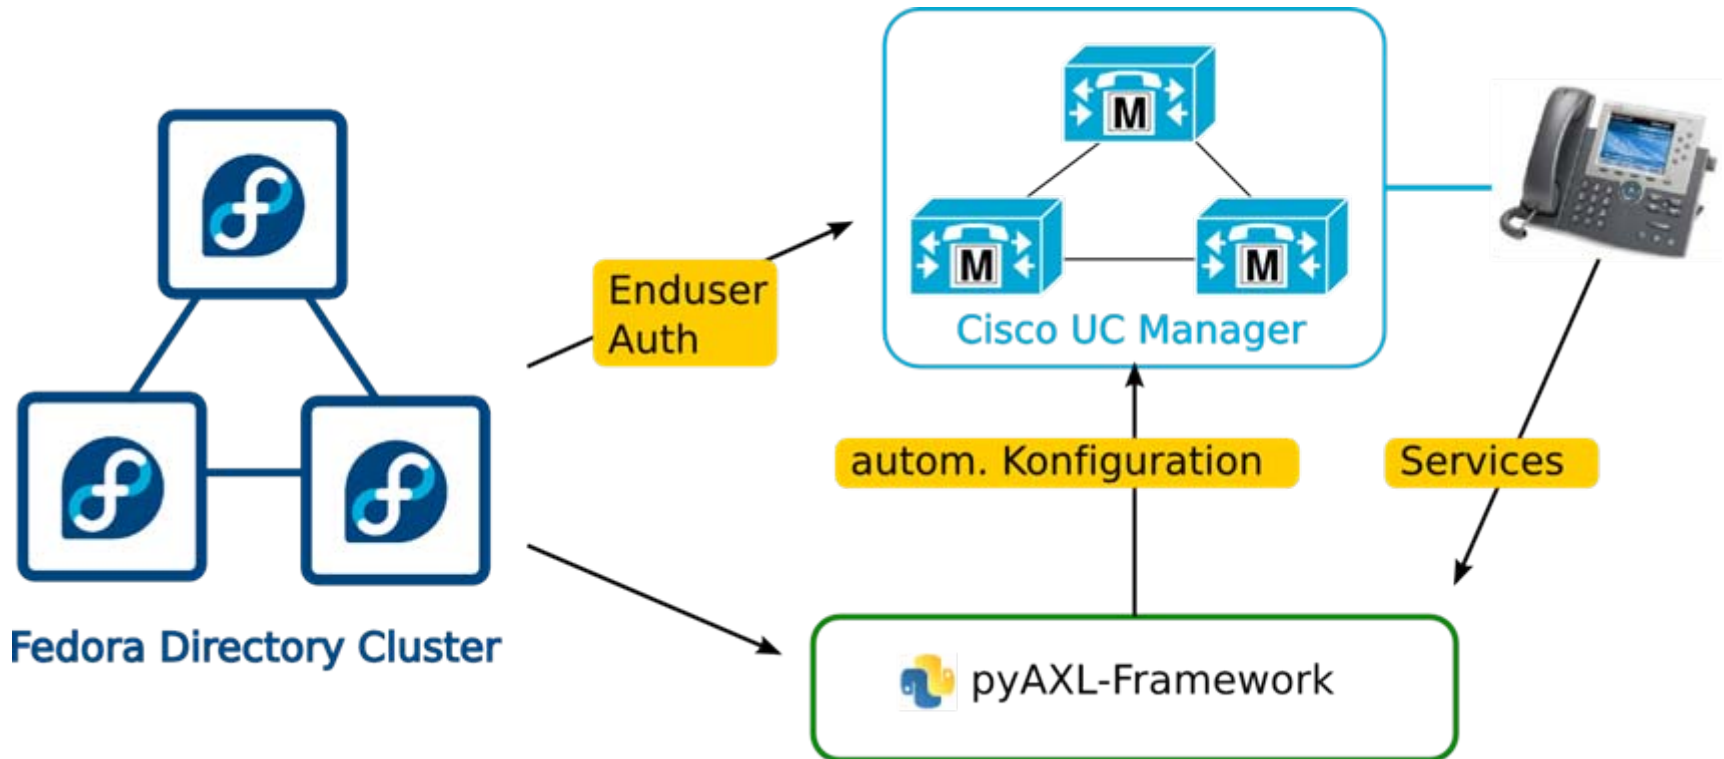 M
M
M
Cisco UC Manager
Enduser
Auth
autom. Konfiguration
Services
Fedora Directory Cluster
pyAXL-Framework